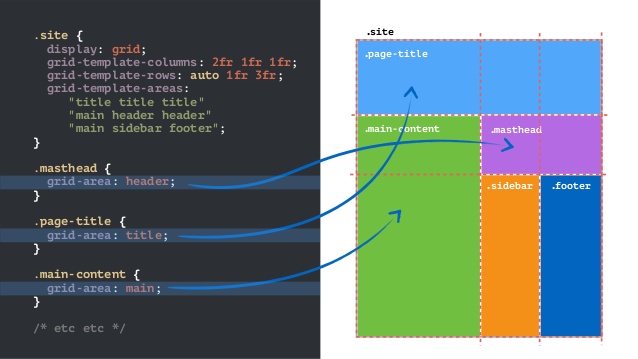 .site {
display: grid;
grid-template-columns: 2fr 1fr 1fr;
grid-template-rows: auto 1fr 3fr;
grid-template-areas:
"title title title"
"main header header"
"main sidebar footer";
}
.masthead {
grid-area: header;
}
.page-title {
grid-area: title;
}
.main-content {
grid-area: main;
}
/* etc etc */
.site
.page-title
.main-content
.masthead
.sidebar
.footer